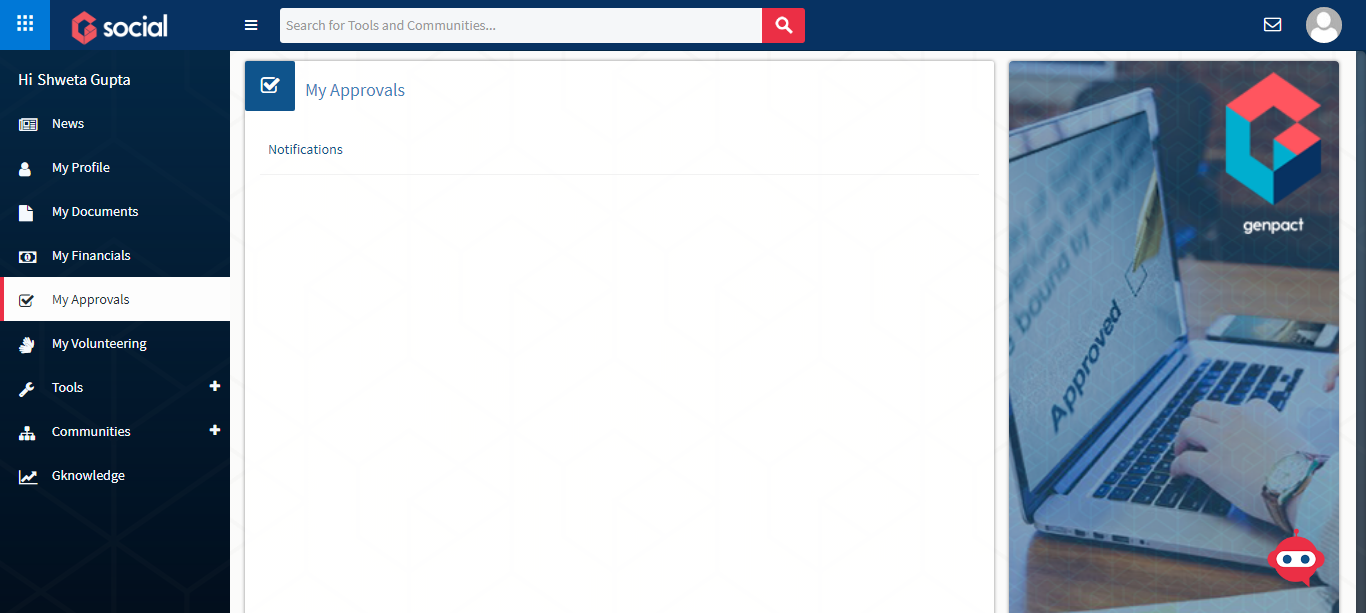 social
Search for Tools and Communities...
Hi Shweta Gupta
News
My Profile
My Documents
My Financials
My Approvals
My Volunteering
Tools
Communities
Gknowledge
My Approvals
Notifications
genpact
bound by
Approved